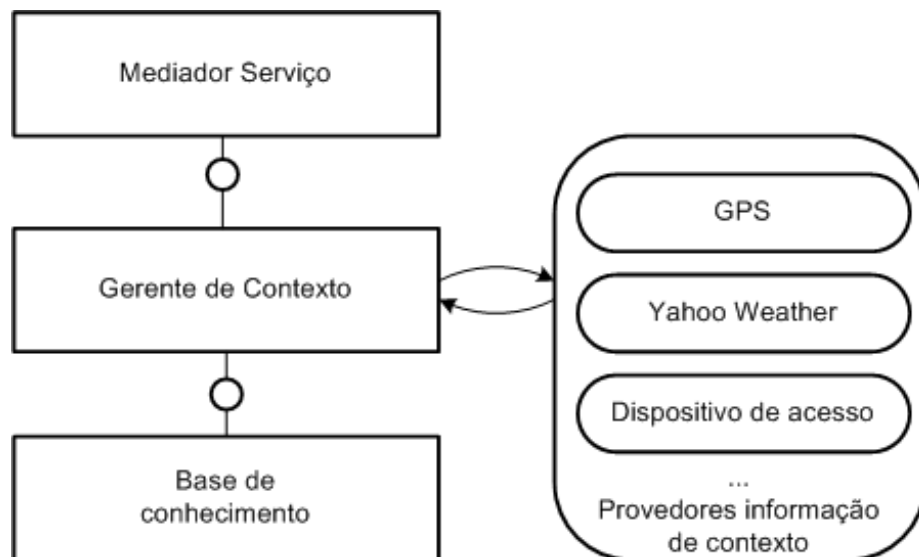 Mediador Serviço
Gerente de Contexto
Base de
conhecimento
GPS
Yahoo Weather
Dispositivo de acesso
...
Provedores informação
de contexto